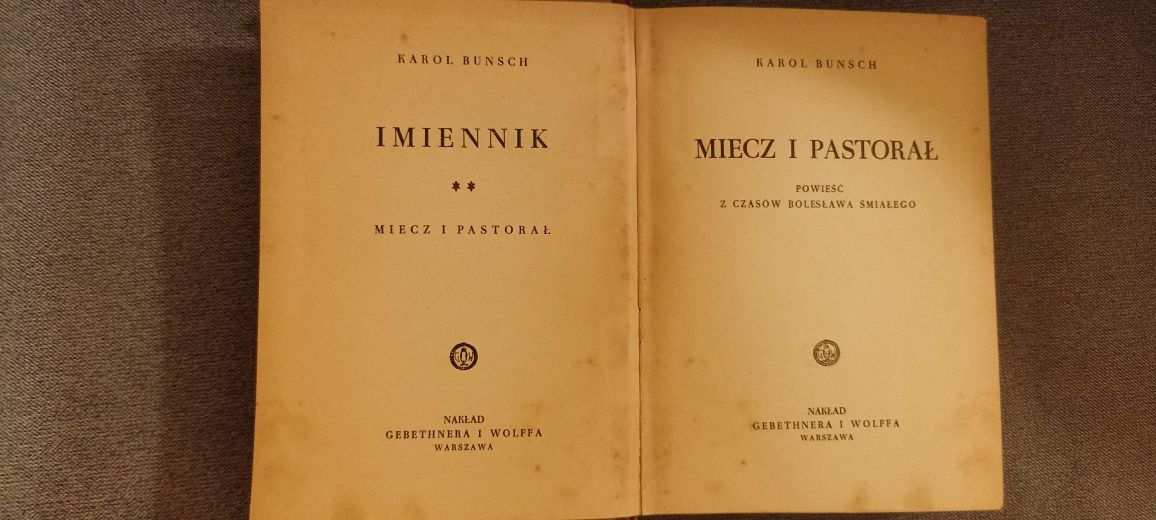 KAROL BUNSCH
IMIENNIK
**
MIECZ I PASTORAŁ
NAKŁAD
GEBETHNERA I WOLFFA
WARSZAWA
KAROL BUNSCH
MIECZ I PASTORAŁ
POWIEŚĆ
Z CZASÓW BOLESŁAWA ŚMIAŁEGO
NAKŁAD
GEBETHNERA I WOLFFA
WARSZAWA